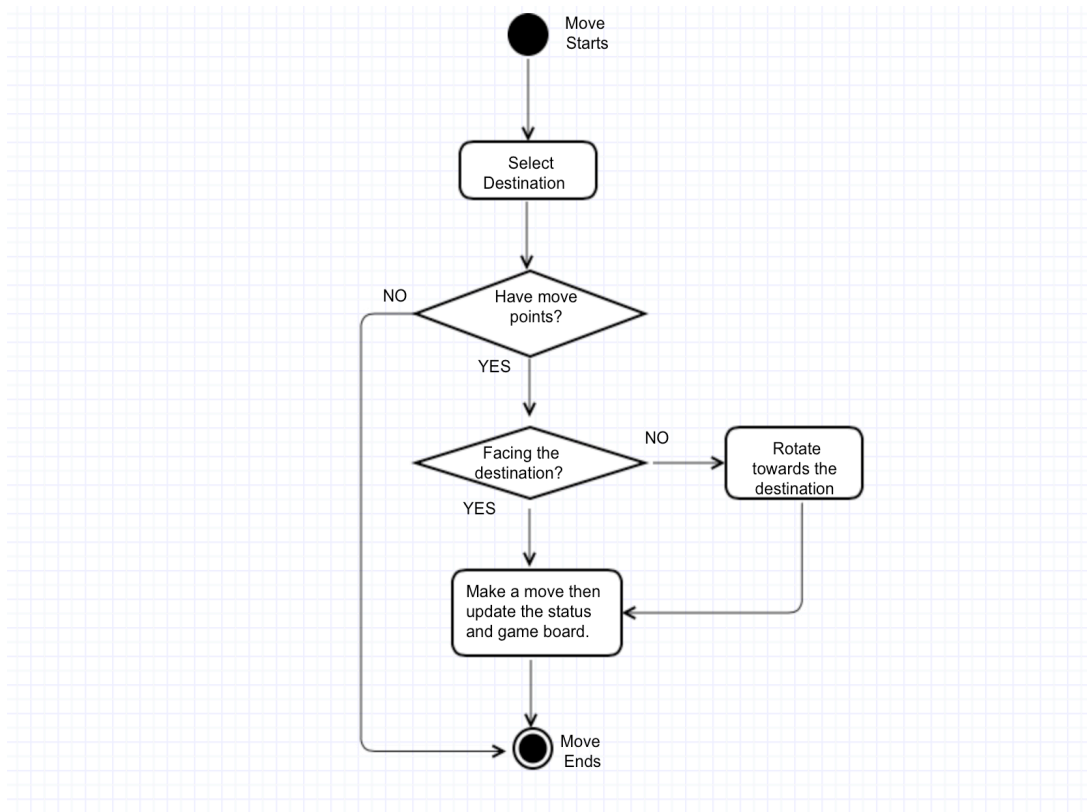 Move
Starts
Select
Destination
NO
Have move
points?
YES
Facing the
destination?
NO
Rotate
towards the
destination
YES
Make a move then
update the status
and game board.
Move
Ends